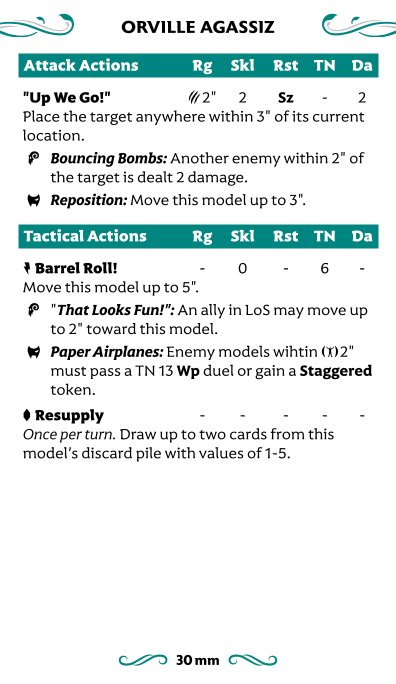 ORVILLE AGASSIZ
Attack Actions Rg Skl Rst TN Da
"Up We Go!" 2" 2 Sz - 2
Place the target anywhere within 3" of its current
location.
Bouncing Bombs: Another enemy within 2" of
the target is dealt 2 damage.
Reposition: Move this model up to 3".
Tactical Actions Rg Skl Rst TN Da
Barrel Roll! - 0 - 6 -
Move this model up to 5".
"That Looks Fun!": An ally in LoS may move up
to 2" toward this model.
Paper Airplanes: Enemy models wihtin 2"
must pass a TN 13 Wp duel or gain a Staggered
token.
Resupply - - - - -
Once per turn. Draw up to two cards from this
model's discard pile with values of 1-5.
30 mm